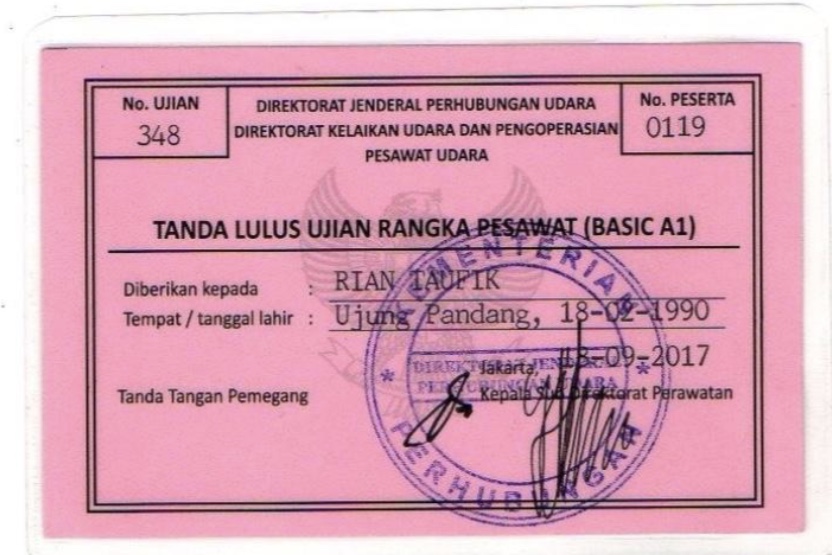 No. UJIAN
348
DIREKTORAT JENDERAL PERHUBUNGAN UDARA
DIREKTORAT KELAIKAN UDARA DAN PENGOPERASIAN
PESAWAT UDARA
No. PESERTA
0119
TANDA LULUS UJIAN RANGKA PESAWAT (BASIC A1)
Diberikan kepada : RIAN TAUFIK
Tempat / tanggal lahir : Ujung Pandang, 18-02-1990
Jakarta, 18-09-2017
Tanda Tangan Pemegang
Kepala Sub Direktorat Perawatan
KEMENTERIAN
DIREKTORAT JENDERAL
PERHUBUNGAN UDARA
PERHUBUNGAN